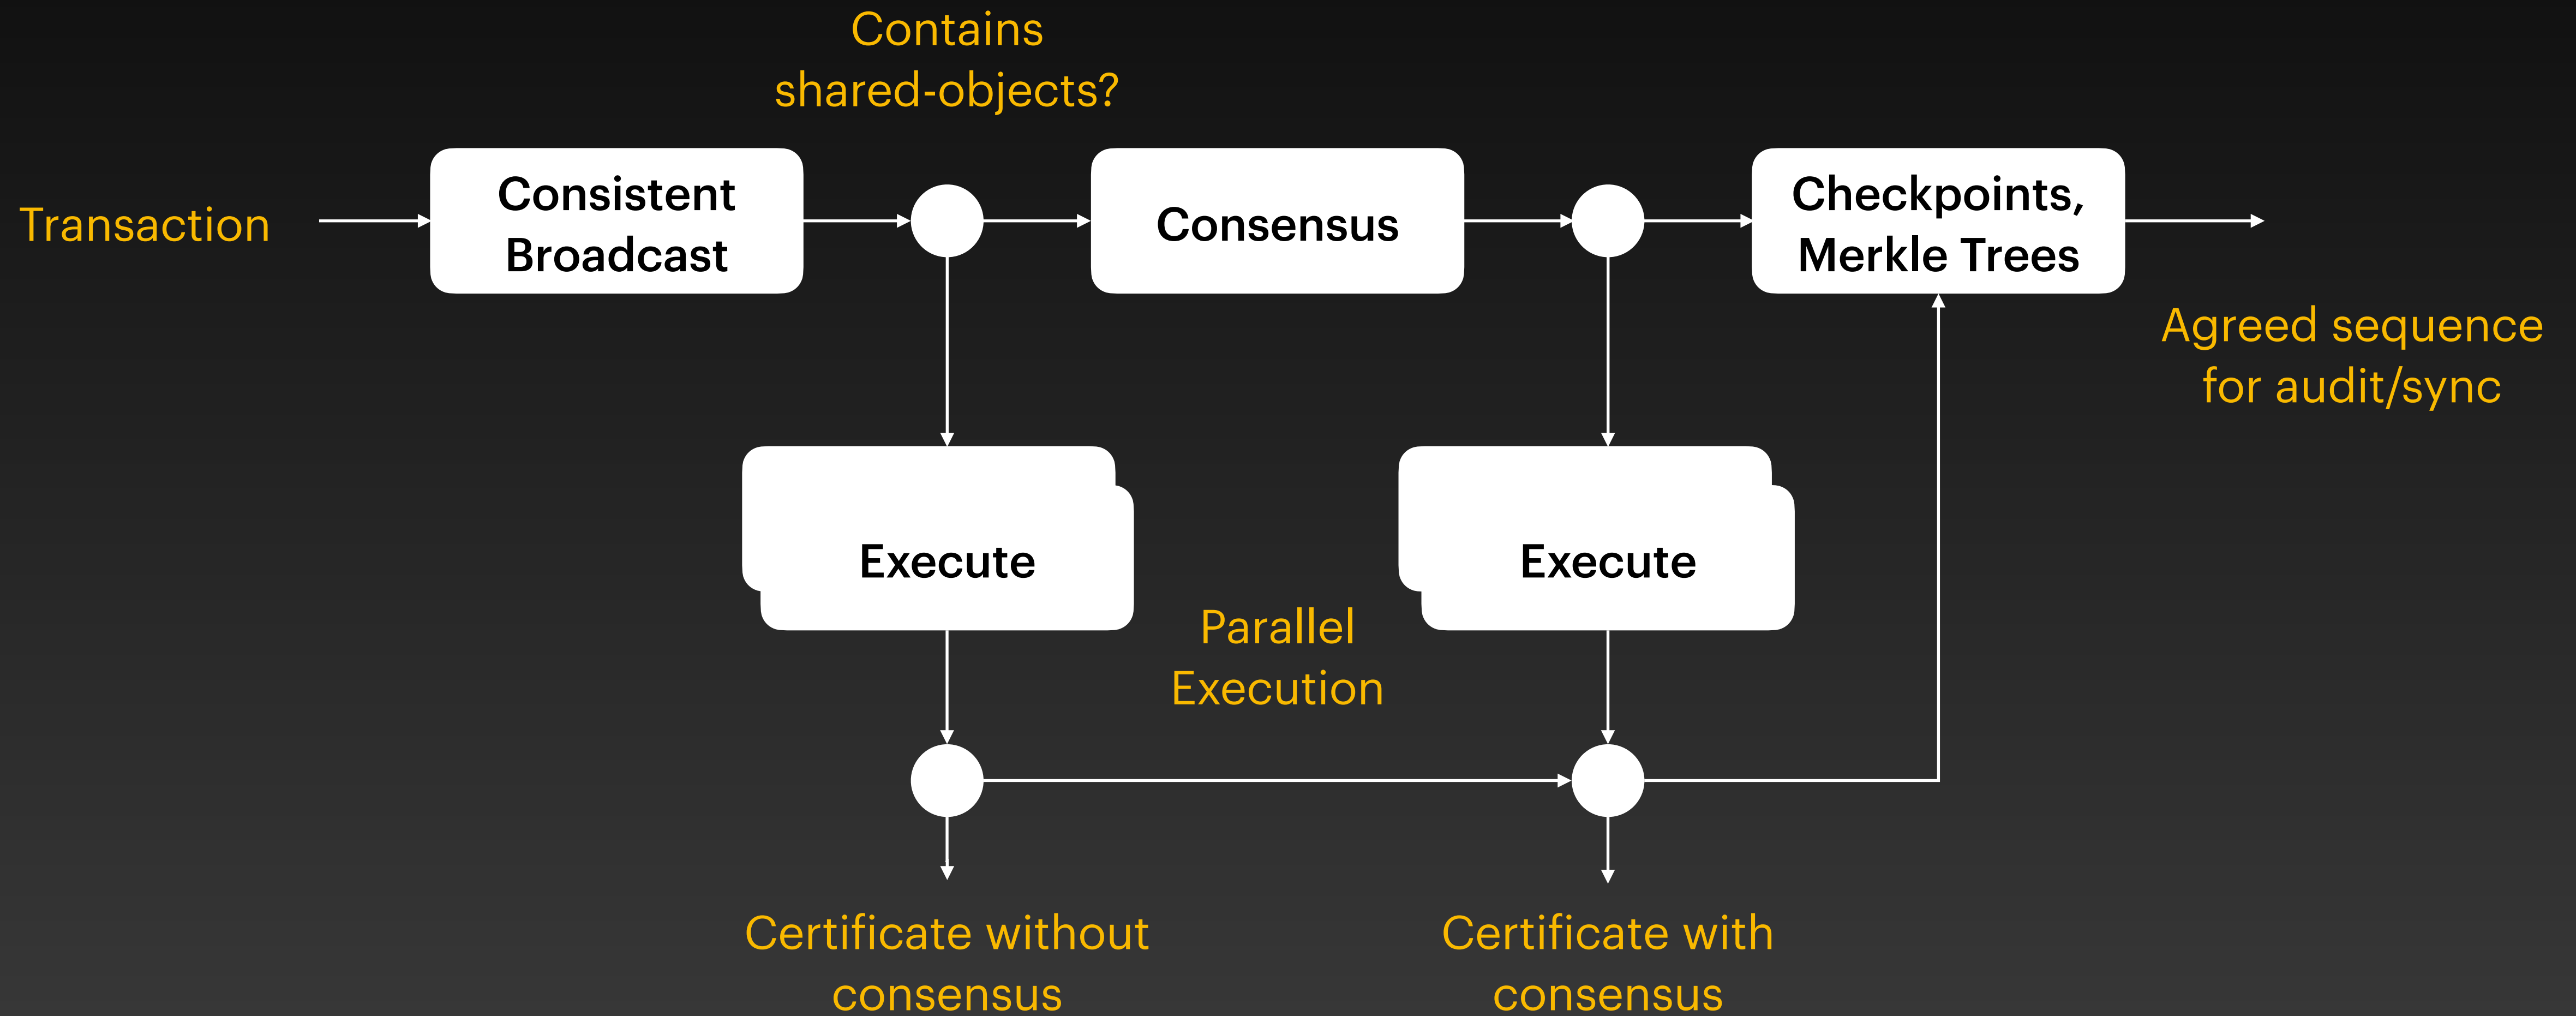 Contains
shared-objects?
Transaction
Consistent
Broadcast
Consensus
Checkpoints,
Merkle Trees
Agreed sequence
for audit/sync
Execute
Execute
Parallel
Execution
Certificate without
consensus
Certificate with
consensus